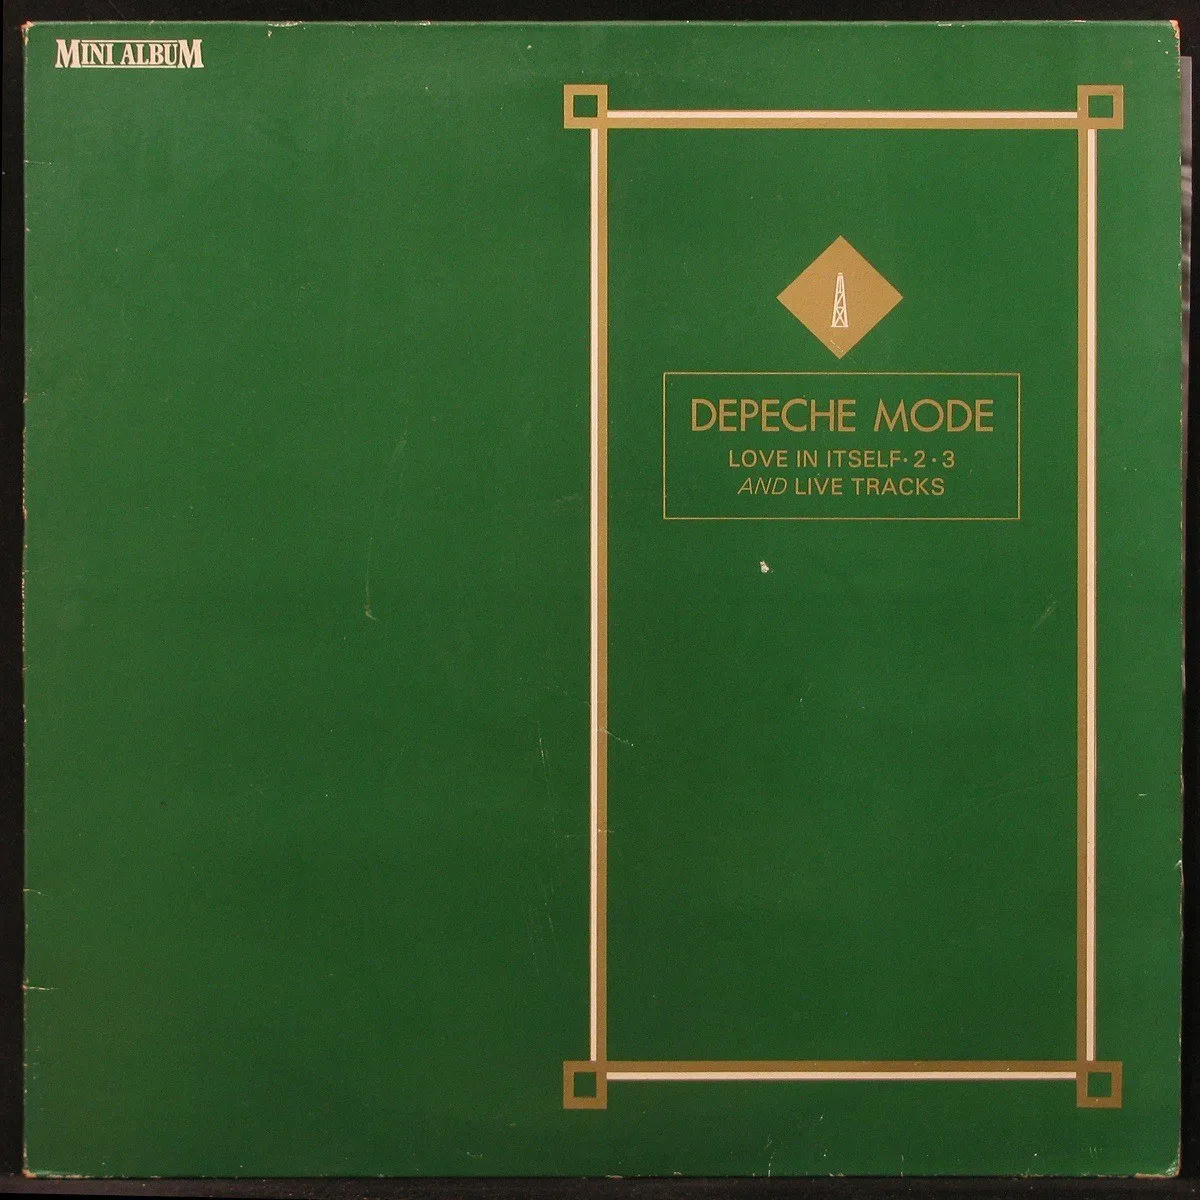 MINI ALBUM
DEPECHE MODE
LOVE IN ITSELF·2·3
AND LIVE TRACKS